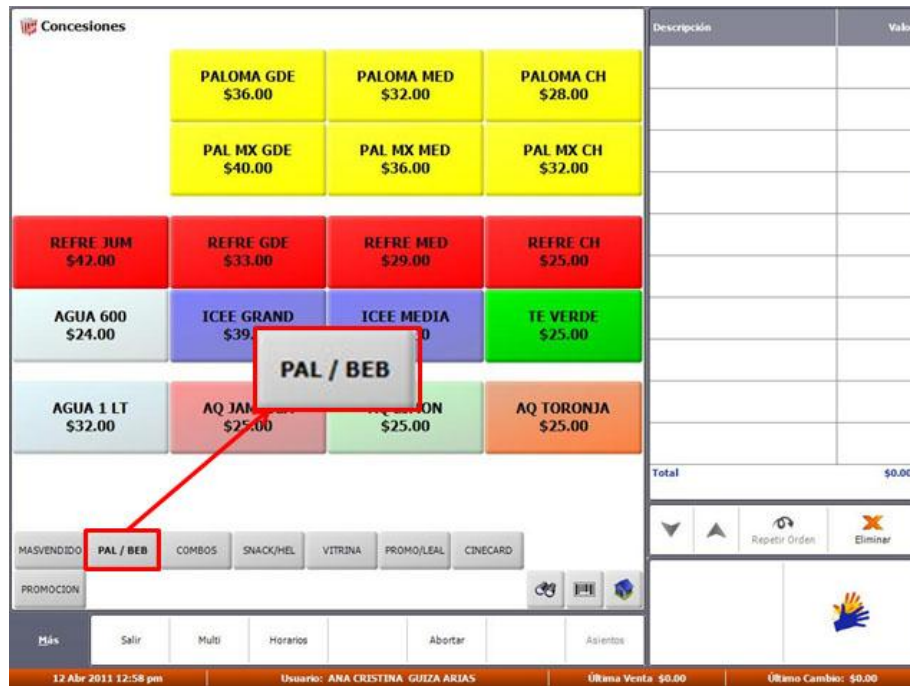 Concesiones
Descripción Valo
PALOMA GDE PALOMA MED PALOMA CH
$36.00 $32.00 $28.00
PAL MX GDE PAL MX MED PAL MX CH
$40.00 $36.00 $32.00
REFRE JUM REFRE GDE REFRE MED REFRE CH
$42.00 $33.00 $29.00 $25.00
AGUA 600 ICEE GRAND ICEE MEDIA TE VERDE
$24.00 $39. 0 $25.00
PAL / BEB
AGUA 1 LT AQ AQ TORONJA
$32.00 $25.00 $25.00 $25.00
Total $0.00
MASVENDIDO PAL / BEB COMBOS SNACK/HEL VITRINA PROMO/LEAL CINECARD
Repetir Orden Eliminar
PROMOCION
Más Salir Multi Horarios Abortar Asientos
12 Abr 2011 12:58 pm Usuario: ANA CRISTINA GUIZA ARIAS Última Venta $0.00 Último Cambio: $0.00